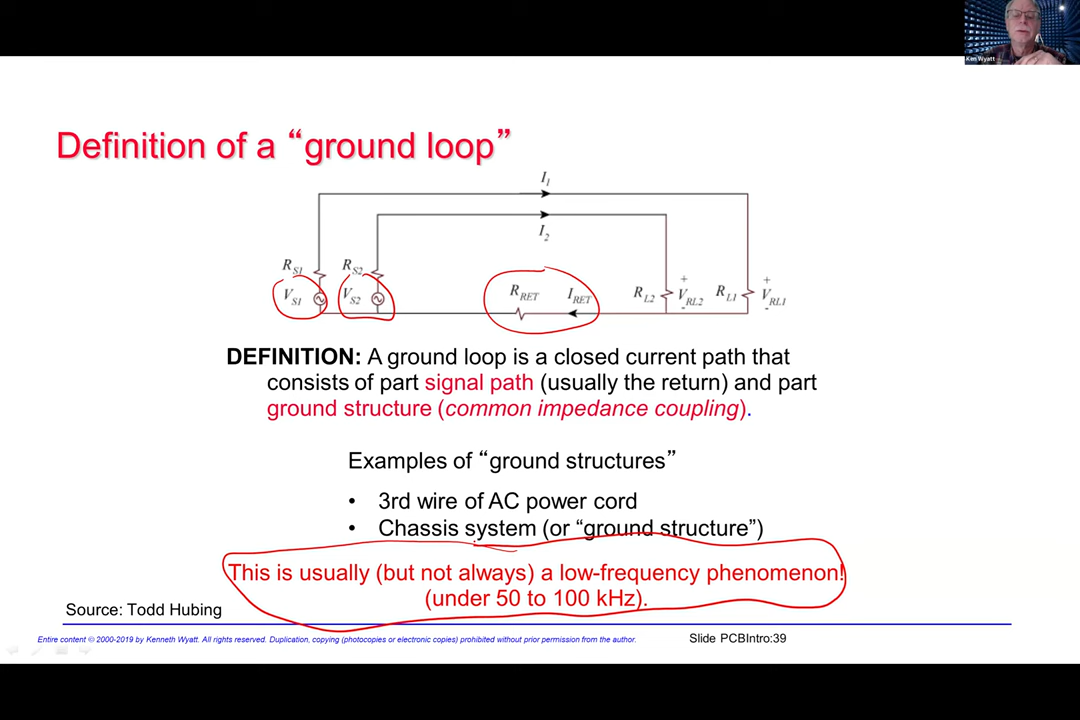 Ken Wyatt
Definition of a “ground loop”
I1
I2
RS1
RS2
VS1
VS2
RRET
IRET
RL2
+
VRL2
-
RL1
+
VRL1
-
DEFINITION: A ground loop is a closed current path that
consists of part signal path (usually the return) and part
ground structure (common impedance coupling).
Examples of “ground structures”
• 3rd wire of AC power cord
• Chassis system (or “ground structure”)
This is usually (but not always) a low-frequency phenomenon!
(under 50 to 100 kHz).
Source: Todd Hubing
Entire content © 2000-2019 by Kenneth Wyatt. All rights reserved. Duplication, copying (photocopies or electronic copies) prohibited without prior permission from the author.
Slide PCBIntro:39